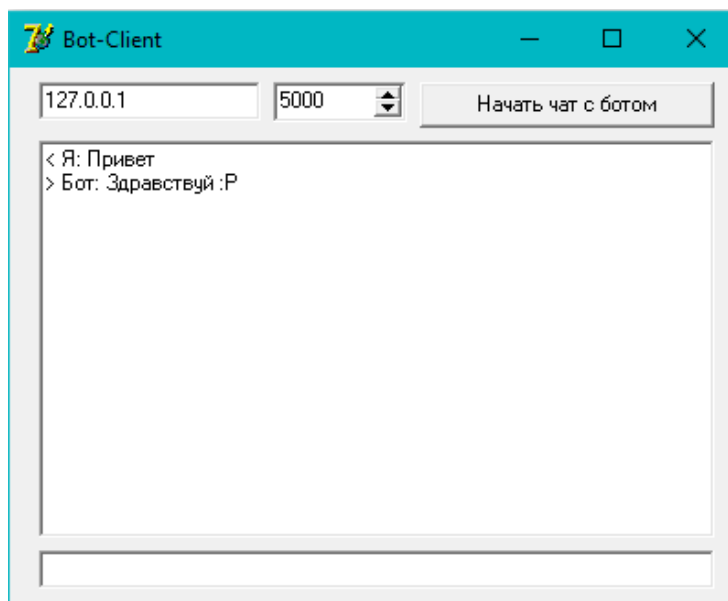 Bot-Client
127.0.0.1
5000
Начать чат с ботом
< Я: Привет
> Бот: Здравствуй :P